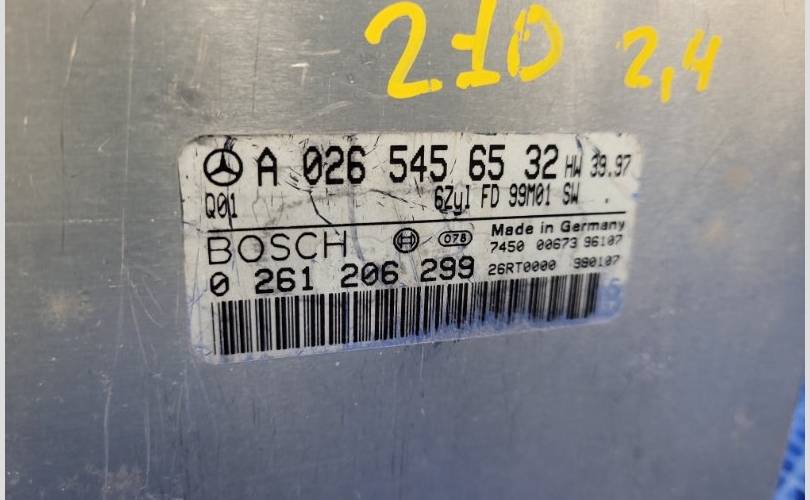 210 2,4
A 026 545 65 32 HW 39.97
Q01 6Zyl FD 99M01 SW .
BOSCH 078 Made in Germany
7450 00673 96107
0 261 206 299 26RT0000 980107